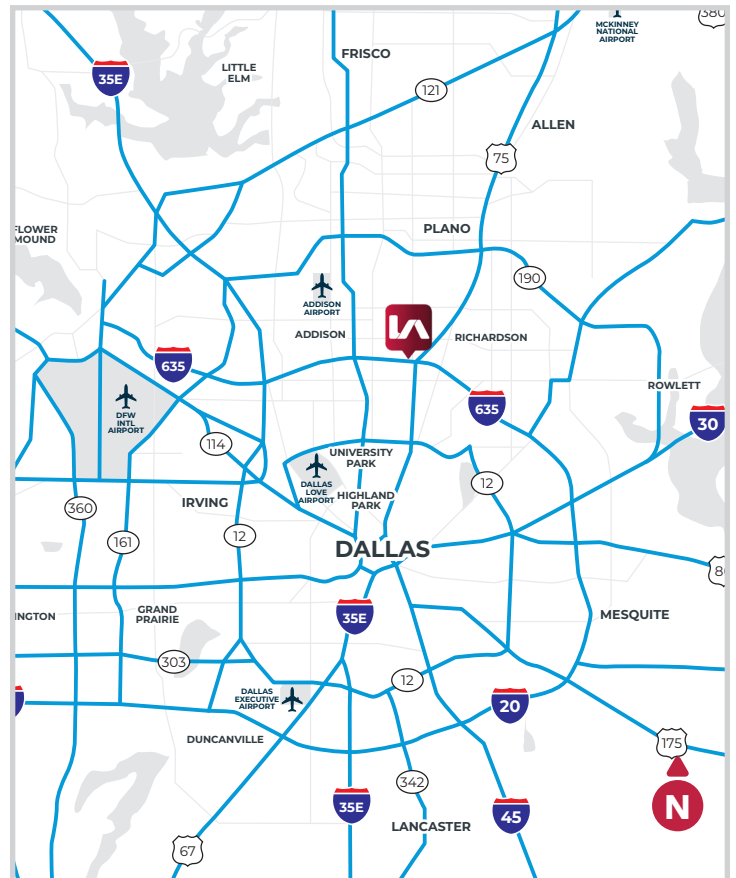 380
MCKINNEY
NATIONAL
AIRPORT
FRISCO
LITTLE
ELM
35E
121
ALLEN
75
PLANO
FLOWER
MOUND
190
ADDISON
AIRPORT
ADDISON
LA
RICHARDSON
635
ROWLETT
DFW
INTL
AIRPORT
635
30
114
UNIVERSITY
PARK
DALLAS
LOVE
AIRPORT
HIGHLAND
PARK
12
IRVING
360
161
12
DALLAS
8
INGTON
GRAND
PRAIRIE
35E
MESQUITE
303
12
DALLAS
EXECUTIVE
AIRPORT
20
DUNCANVILLE
175
N
342
35E
45
LANCASTER
67